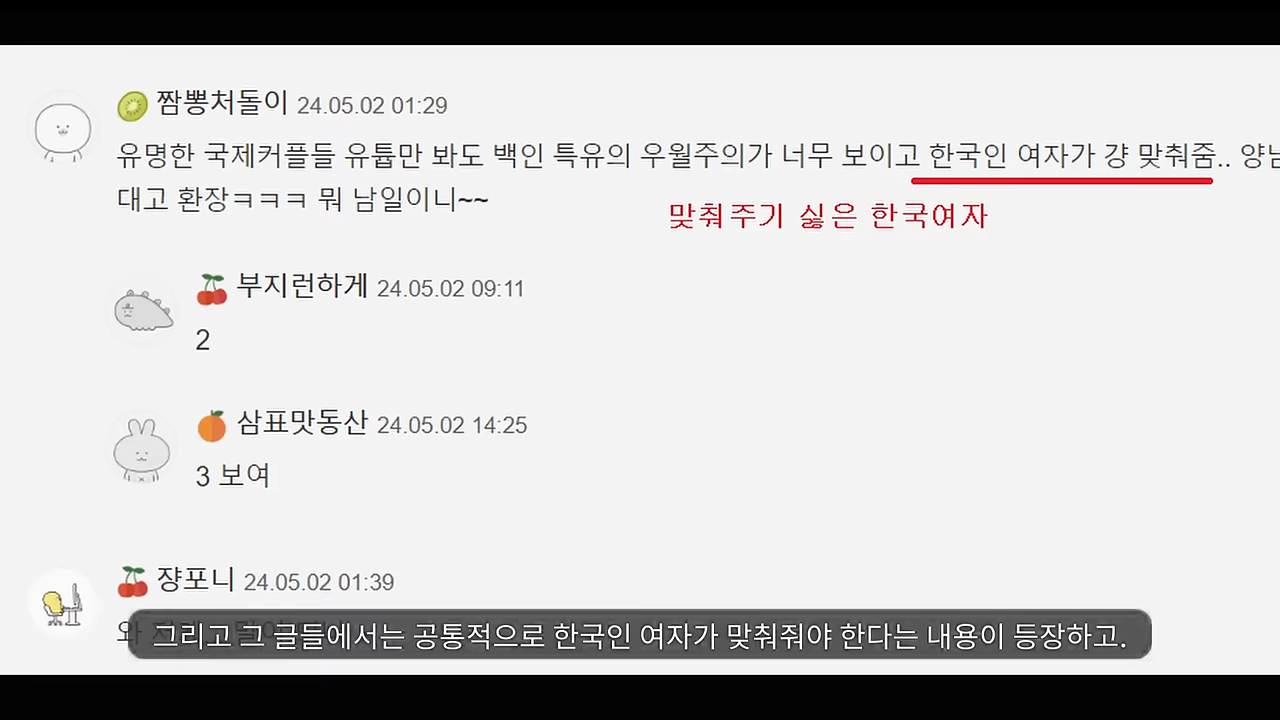 짬뽕처돌이 24.05.02 01:29
유명한 국제커플들 유튭만 봐도 백인 특유의 우월주의가 너무 보이고 한국인 여자가 걍 맞춰줌.. 양남
대고 환장ㅋㅋㅋ 뭐 남일이니~~
맞춰주기 싫은 한국여자
부지런하게 24.05.02 09:11
2
삼표맛동산 24.05.02 14:25
3 보여
쟝포니 24.05.02 01:39
와
그리고 그 글들에서는 공통적으로 한국인 여자가 맞춰줘야 한다는 내용이 등장하고.